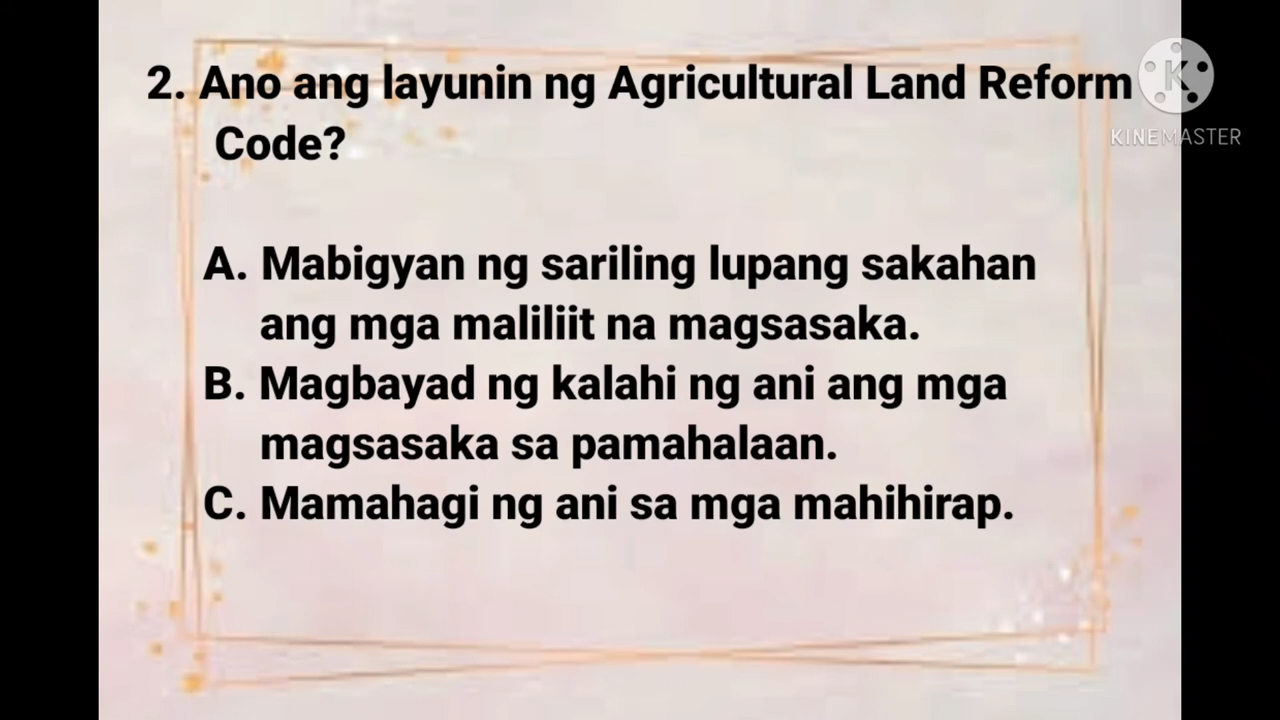 2. Ano ang layunin ng Agricultural Land Reform
Code?
A. Mabigyan ng sariling lupang sakahan
ang mga maliliit na magsasaka.
B. Magbayad ng kalahi ng ani ang mga
magsasaka sa pamahalaan.
C. Mamahagi ng ani sa mga mahihirap.
K
KINEMASTER